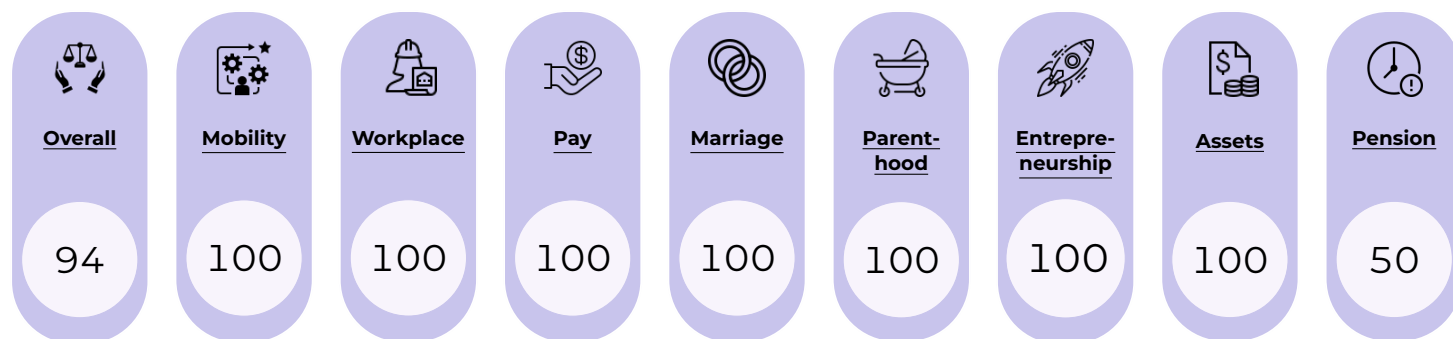 Overall
94
Mobility
100
Workplace
100
$
Pay
100
Marriage
100
Parent-
hood
100
Entrepre-
neurship
100
$
Assets
100
!
Pension
50